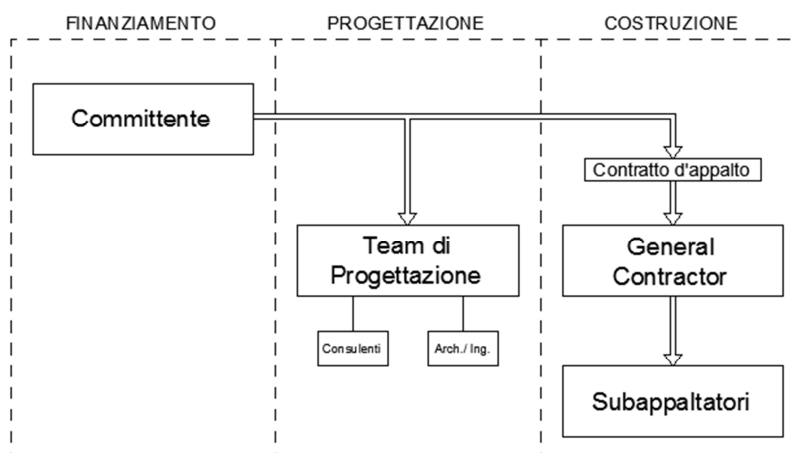 FINANZIAMENTO
PROGETTAZIONE
COSTRUZIONE
Committente
Contratto d'appalto
Team di
Progettazione
General
Contractor
Consulenti
Arch./ Ing.
Subappaltatori